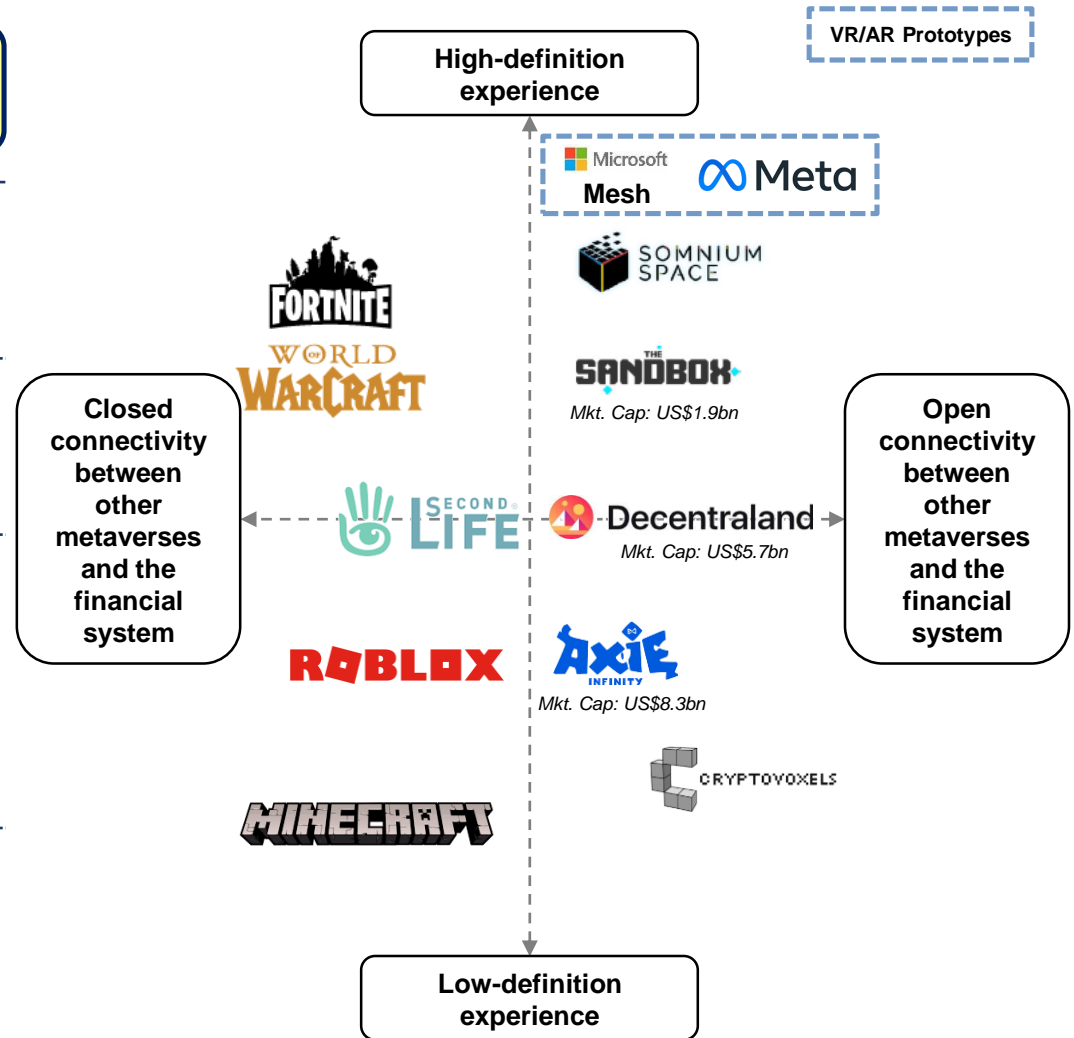 VR/AR Prototypes
High-definition
experience
Microsoft
Mesh
Meta
SOMNIUM
SPACE
FORTNITE
WORLD
OF
WARCRAFT
THE
SANDBOX
Mkt. Cap: US$1.9bn
Closed
connectivity
between
other
metaverses
and the
financial
system
Open
connectivity
between
other
metaverses
and the
financial
system
SECOND
LIFE
Decentraland
Mkt. Cap: US$5.7bn
ROBLOX
AXIE
INFINITY
Mkt. Cap: US$8.3bn
CRYPTOVOXELS
MINECRAFT
Low-definition
experience